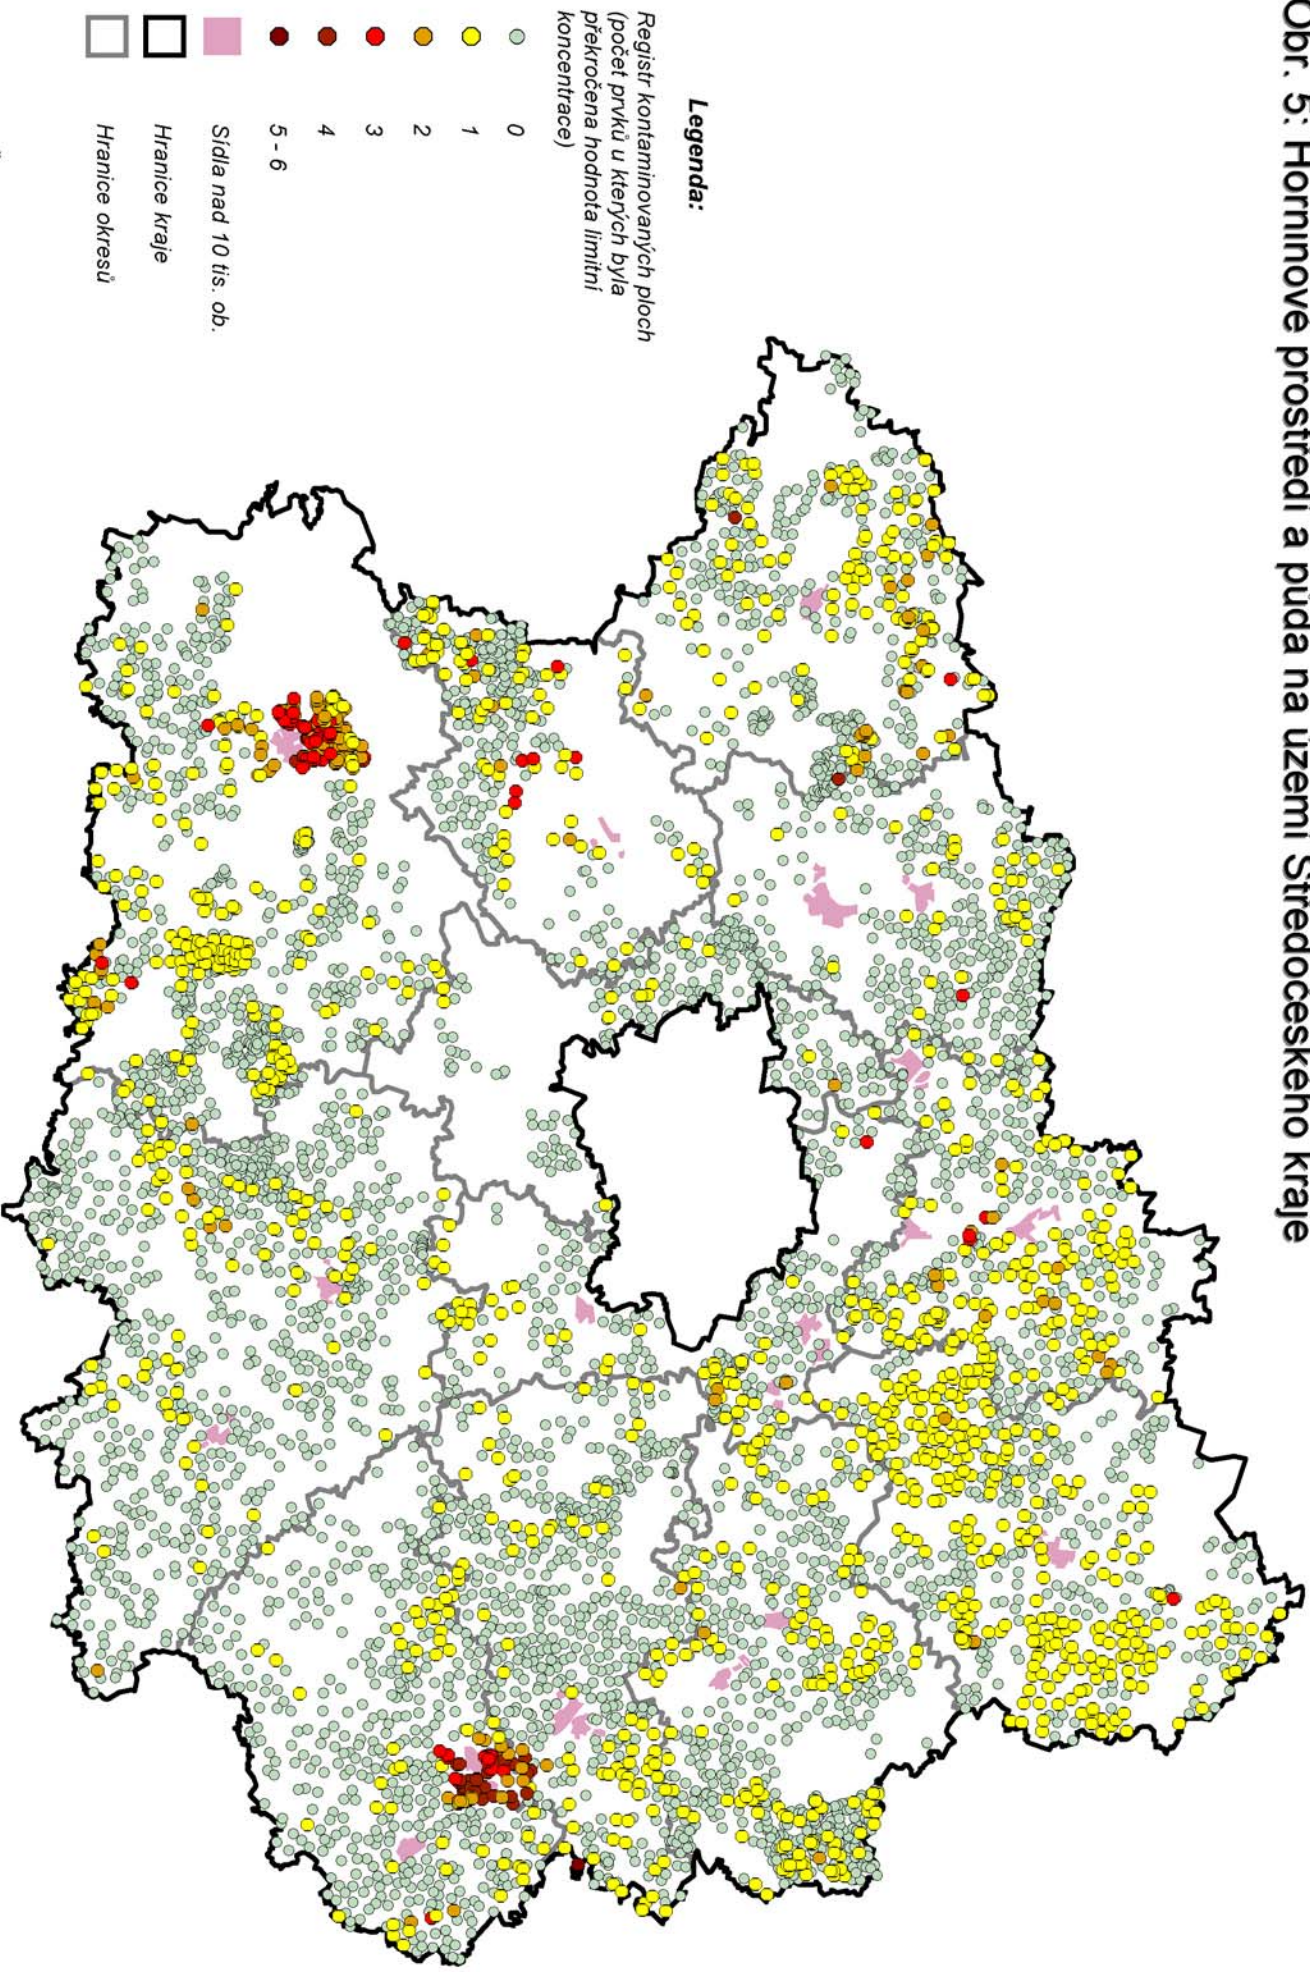 Obr. 5: Horninové prostředí a půda na území Středočeského kraje
Legenda:
Registr kontaminovaných ploch
(počet prvků u kterých byla
překročena hodnota limitní
koncentrace)
0
1
2
3
4
5 - 6
Sídla nad 10 tis. ob.
Hranice kraje
Hranice okresů